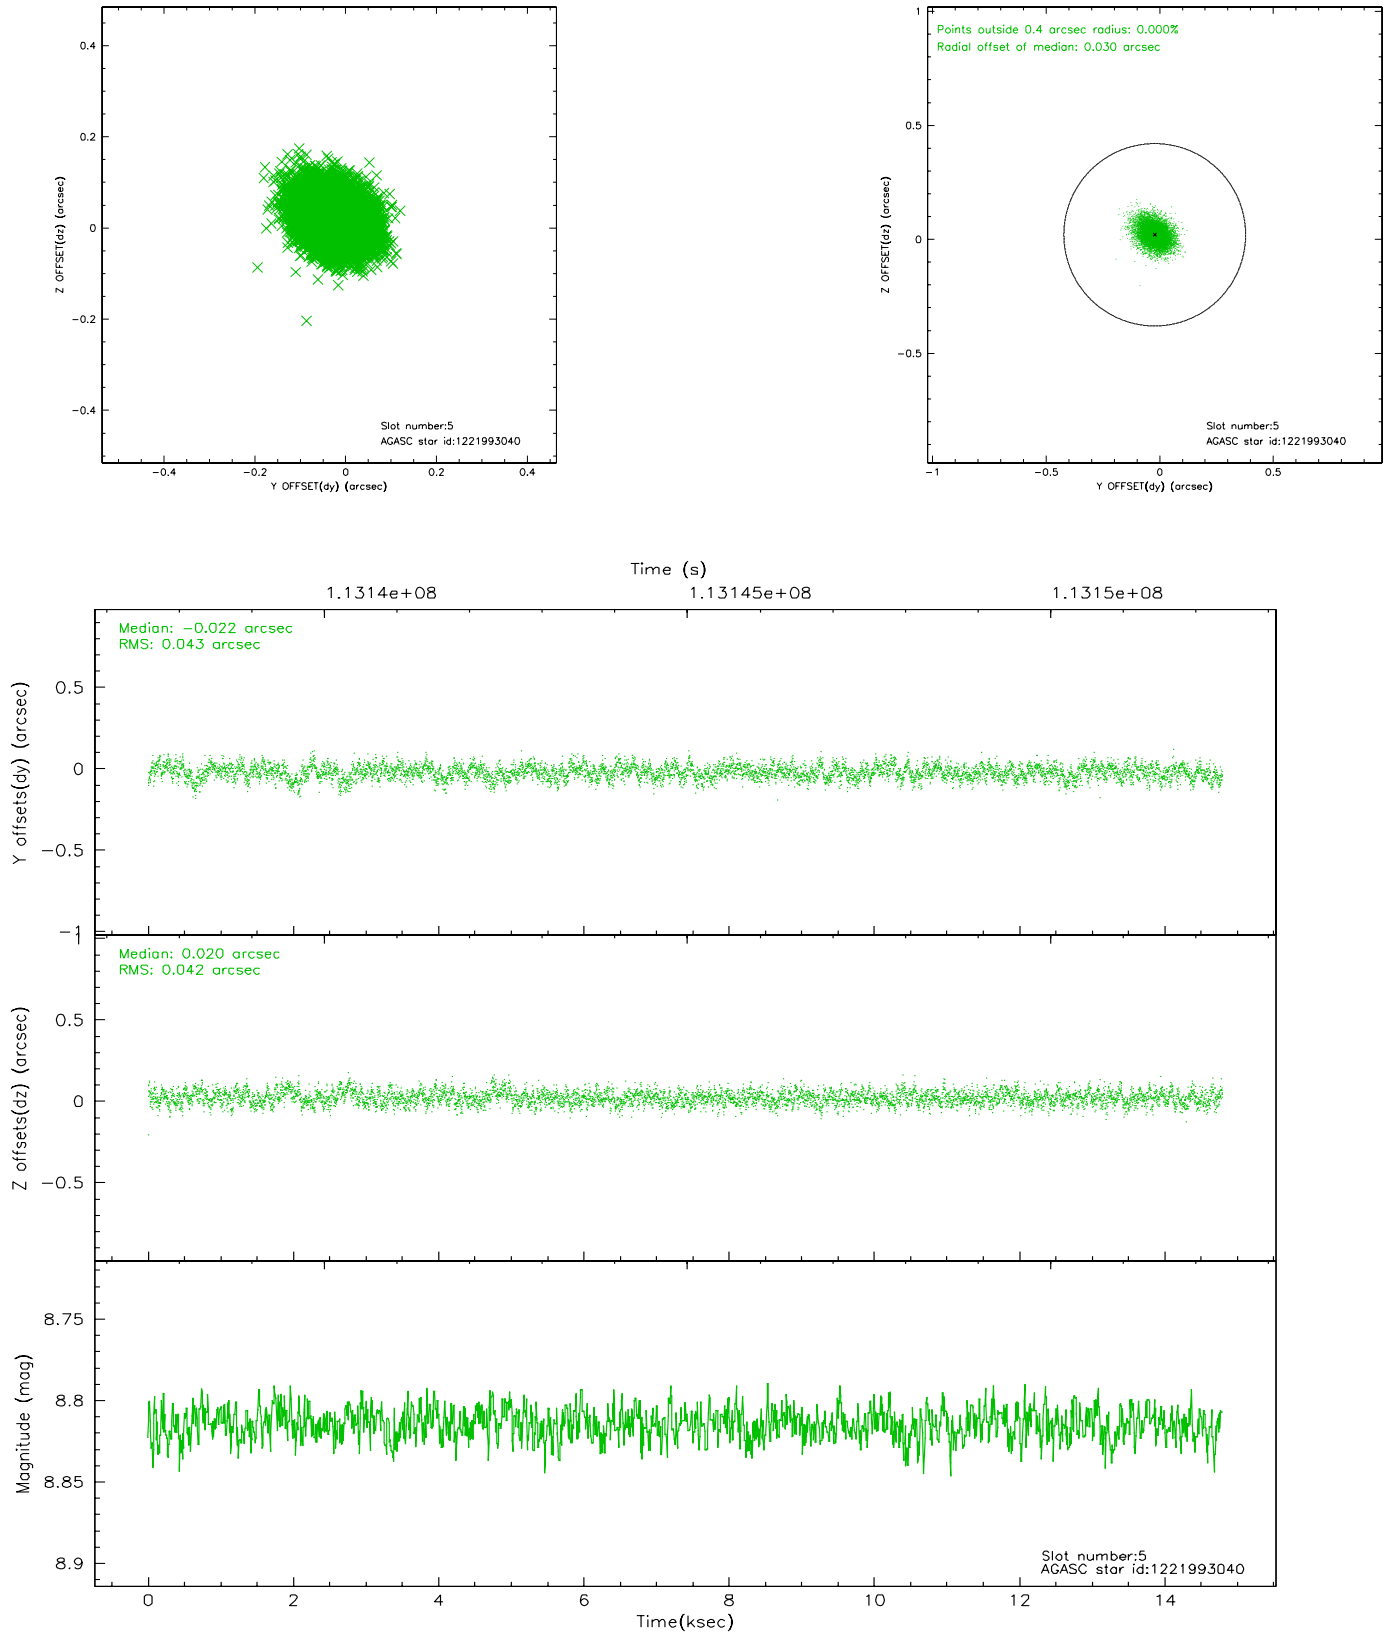 0.4
0.2
0
−0.2
−0.4
Z OFFSET(dz) (arcsec)
−0.4 −0.2 0 0.2 0.4
Y OFFSET(dy) (arcsec)
Slot number:5
AGASC star id:1221993040
Points outside 0.4 arcsec radius: 0.000%
Radial offset of median: 0.030 arcsec
1
0.5
0
−0.5
Z OFFSET(dz) (arcsec)
−1 −0.5 0 0.5
Y OFFSET(dy) (arcsec)
Slot number:5
AGASC star id:1221993040
Time (s)
1.1314e+08 1.13145e+08 1.1315e+08
Median: −0.022 arcsec
RMS: 0.043 arcsec
0.5
0
−0.5
−1
Y offsets(dy) (arcsec)
Median: 0.020 arcsec
RMS: 0.042 arcsec
1
0.5
0
−0.5
Z offsets(dz) (arcsec)
8.75
8.8
8.85
8.9
Magnitude (mag)
Slot number:5
AGASC star id:1221993040
0 2 4 6 8 10 12 14
Time(ksec)